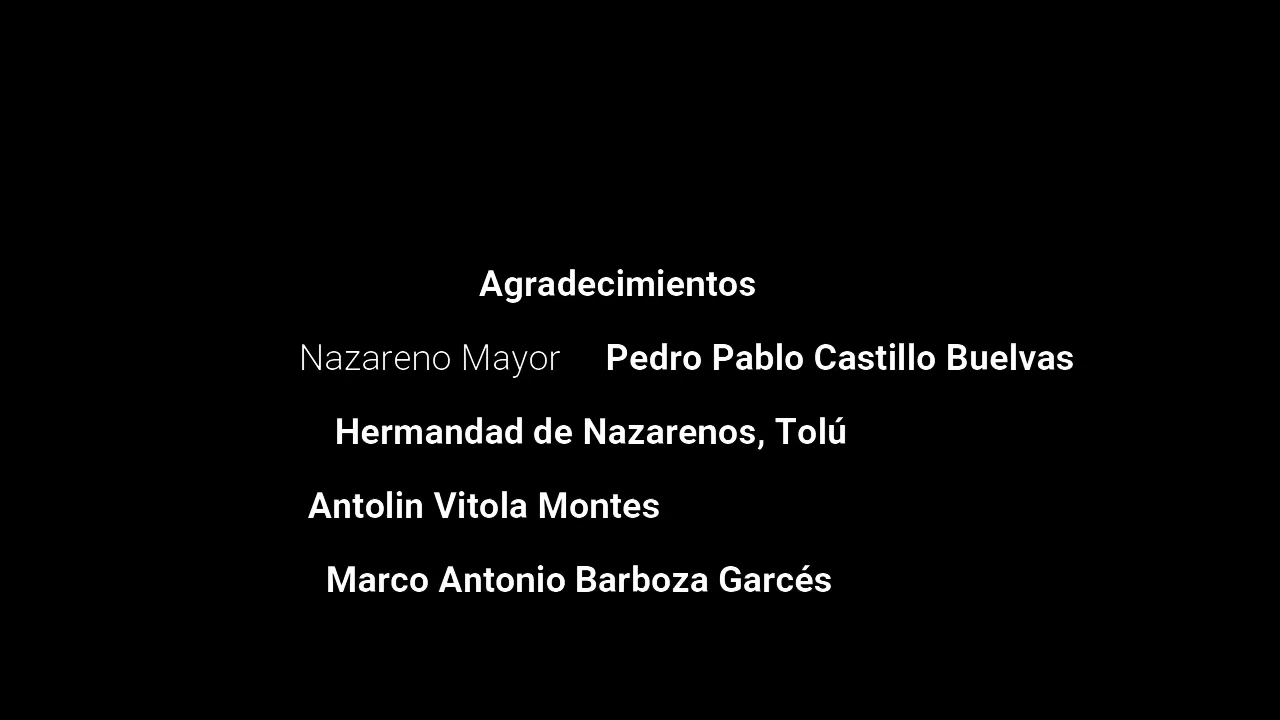 Agradecimientos
Nazareno Mayor Pedro Pablo Castillo Buelvas
Hermandad de Nazarenos, Tolú
Antolin Vitola Montes
Marco Antonio Barboza Garcés